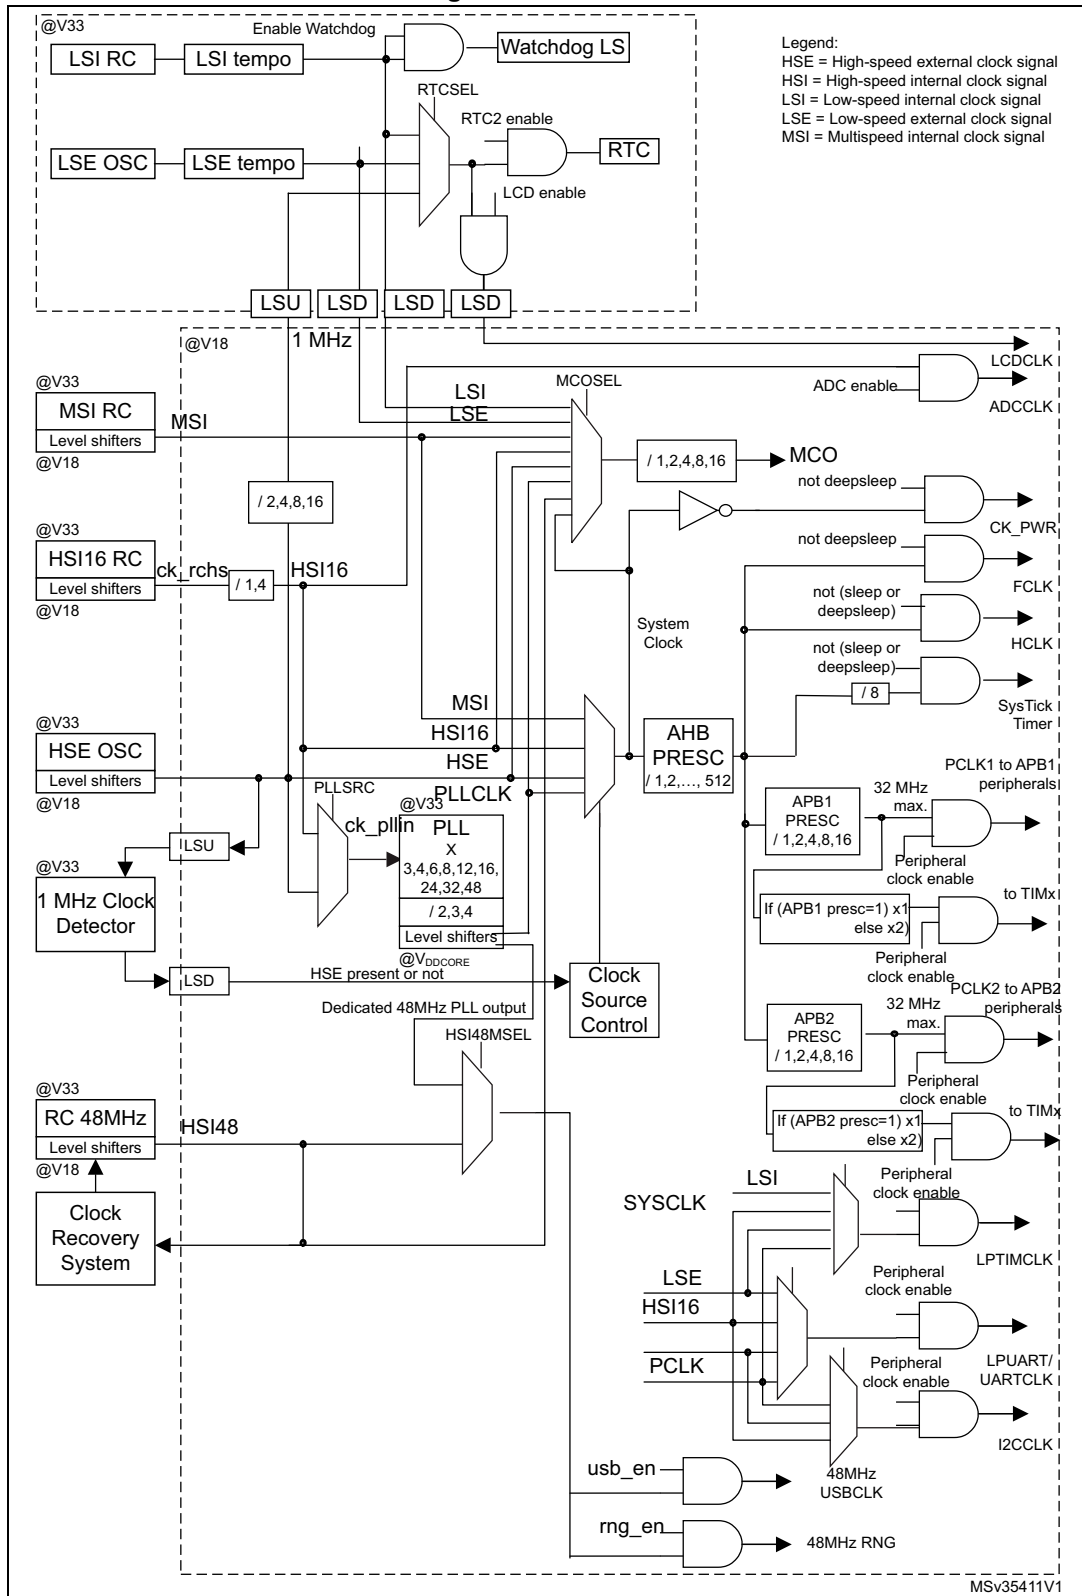 @V33
Enable Watchdog
LSI RC
LSI tempo
Watchdog LS
Legend:
HSE = High-speed external clock signal
HSI = High-speed internal clock signal
LSI = Low-speed internal clock signal
LSE = Low-speed external clock signal
MSI = Multispeed internal clock signal
RTCSEL
RTC2 enable
LSE OSC
LSE tempo
RTC
LCD enable
LSU
LSD
LSD
LSD
@V18
1 MHz
LCDCLK
@V33
MSI RC
Level shifters
@V18
MSI
LSI
LSE
MCOSEL
ADC enable
ADCCLK
/ 1,2,4,8,16
MCO
/ 2,4,8,16
not deepsleep
CK_PWR
@V33
HSI16 RC
Level shifters
@V18
ck_rchs
/ 1,4
HSI16
not deepsleep
FCLK
not (sleep or
deepsleep)
HCLK
System
Clock
not (sleep or
deepsleep)
/ 8
SysTick
Timer
MSI
HSI16
HSE
PLLCLK
AHB
PRESC
/ 1,2,..., 512
@V33
HSE OSC
Level shifters
@V18
PLLSRC
ck_pllin
@V33
PLL
X
3,4,6,8,12,16,
24,32,48
/ 2,3,4
Level shifters
@VDDCORE
PCLK1 to APB1
peripherals
32 MHz
max.
APB1
PRESC
/ 1,2,4,8,16
Peripheral
clock enable
LSU
@V33
1 MHz Clock
Detector
to TIMx
If (APB1 presc=1) x1
else x2)
Peripheral
clock enable
LSD
HSE present or not
Clock
Source
Control
Dedicated 48MHz PLL output
HSI48MSEL
PCLK2 to APB2
peripherals
32 MHz
max.
APB2
PRESC
/ 1,2,4,8,16
Peripheral
clock enable
@V33
RC 48MHz
Level shifters
@V18
HSI48
to TIMx
If (APB2 presc=1) x1
else x2)
Peripheral
clock enable
Clock
Recovery
System
LSI
SYSCLK
LPTIMCLK
LSE
HSI16
PCLK
Peripheral
clock enable
LPUART/
UARTCLK
Peripheral
clock enable
I2CCLK
usb_en
48MHz
USBCLK
rng_en
48MHz RNG
MSv35411V1